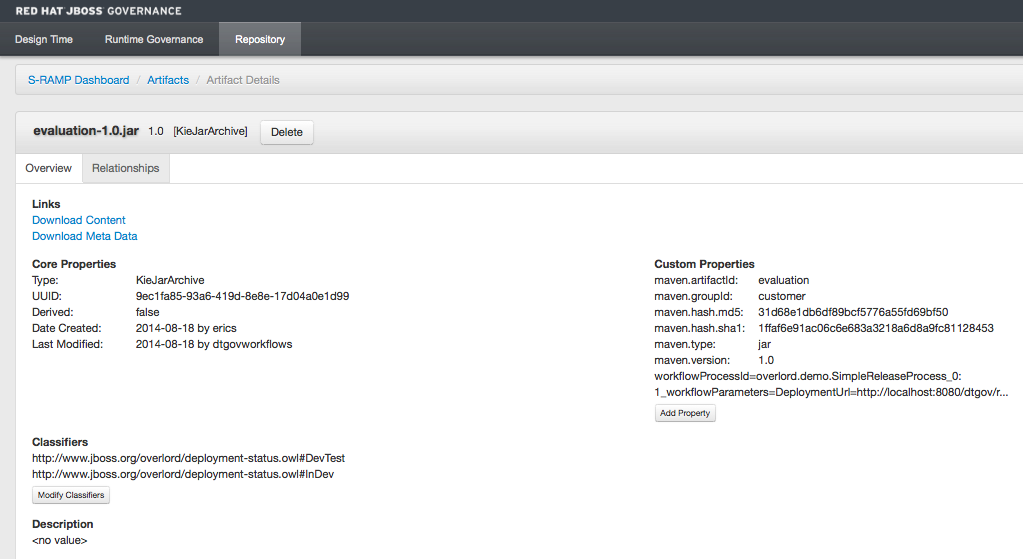 RED HAT JBOSS GOVERNANCE
Design Time Runtime Governance Repository
S-RAMP Dashboard / Artifacts / Artifact Details
evaluation-1.0.jar 1.0 [KieJarArchive] Delete
Overview Relationships
Links
Download Content
Download Meta Data
Core Properties
Type: KieJarArchive
UUID: 9ec1fa85-93a6-419d-8e8e-17d04a0e1d99
Derived: false
Date Created: 2014-08-18 by erics
Last Modified: 2014-08-18 by dtgovworkflows
Custom Properties
maven.artifactId: evaluation
maven.groupId: customer
maven.hash.md5: 31d68e1db6df89bcf5776a55fd69bf50
maven.hash.sha1: 1ffaf6e91ac06c6e683a3218a6d8a9fc81128453
maven.type: jar
maven.version: 1.0
workflowProcessId=overlord.demo.SimpleReleaseProcess_0:
1_workflowParameters=DeploymentUrl=http://localhost:8080/dtgov/r...
Add Property
Classifiers
http://www.jboss.org/overlord/deployment-status.owl#DevTest
http://www.jboss.org/overlord/deployment-status.owl#InDev
Modify Classifiers
Description
<no value>